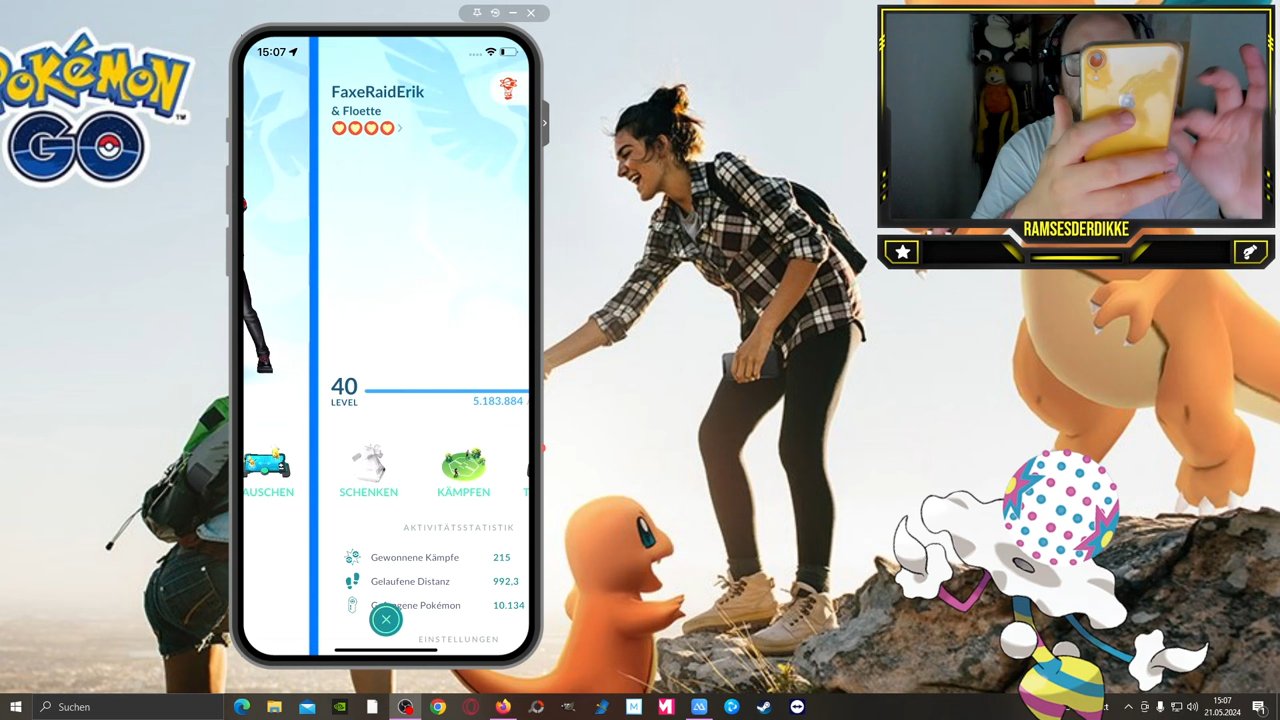 POKÉMON
GO
TM
15:07
FaxeRaidErik
& Floette
40
LEVEL
5.183.884 /
AUSCHEN
SCHENKEN
KÄMPFEN
T
AKTIVITÄTSSTATISTIK
Gewonnene Kämpfe 215
Gelaufene Distanz 992,3
Pokémon 10.134
EINSTELLUNGEN
RAMSESDERDIKKE
Suchen
15:07
21.05.2024